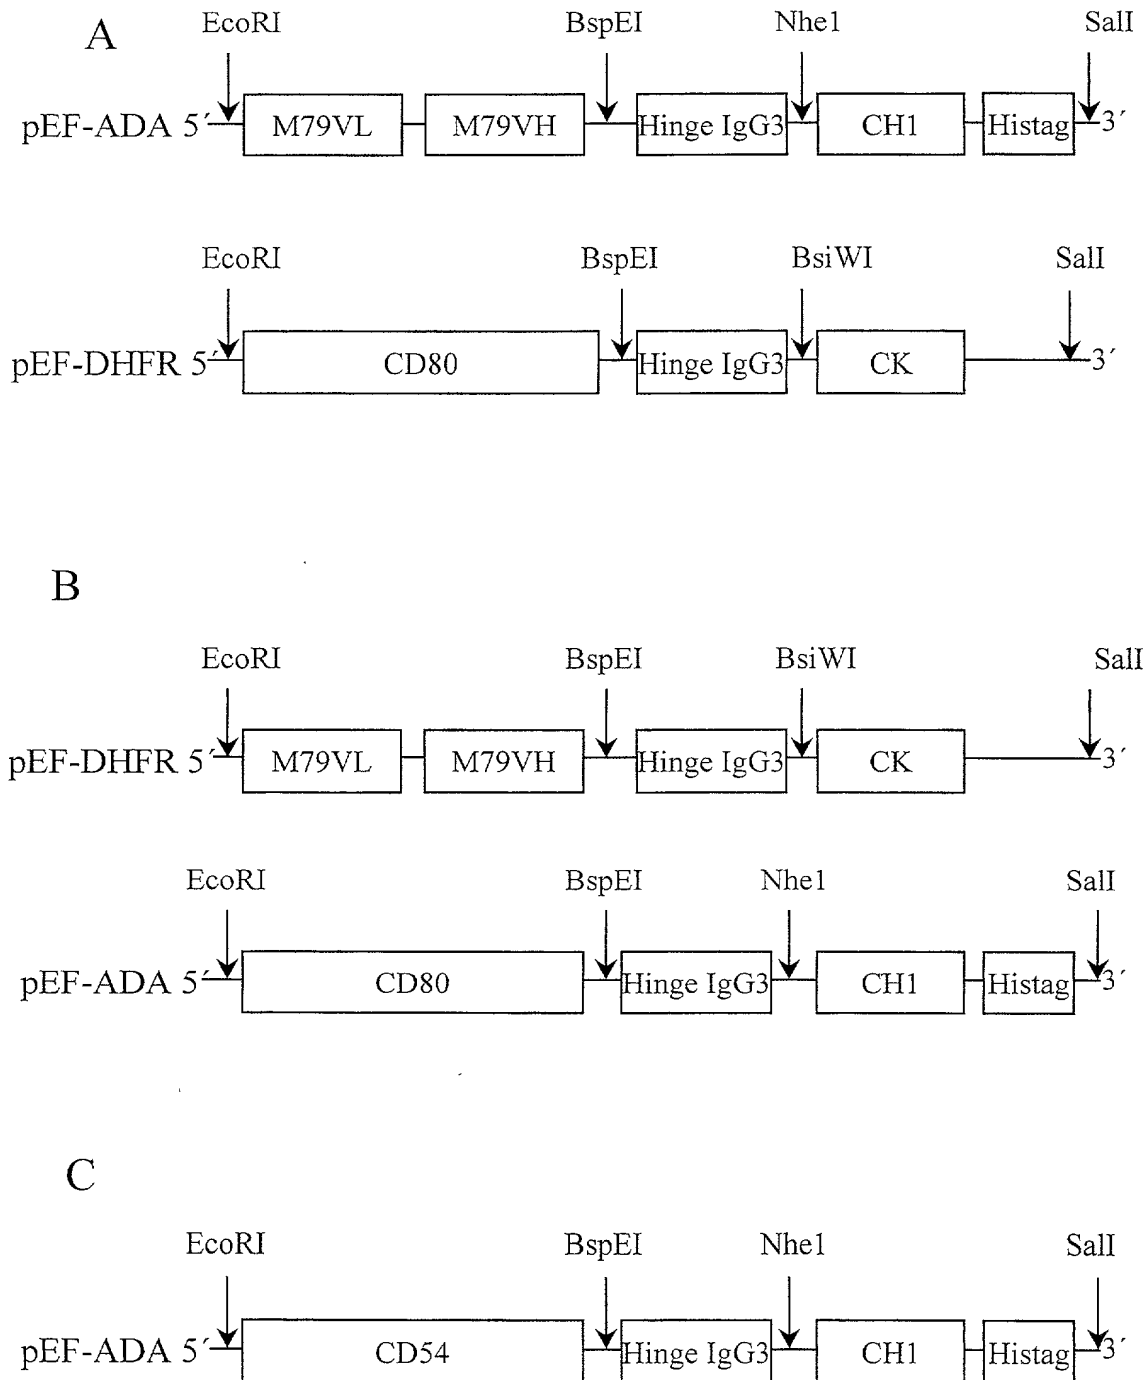 A
EcoRI BspEI Nhe1 SalI
pEF-ADA 5´ M79VL M79VH Hinge IgG3 CH1 Histag 3´
EcoRI BspEI BsiWI SalI
pEF-DHFR 5´ CD80 Hinge IgG3 CK 3´
B
EcoRI BspEI BsiWI SalI
pEF-DHFR 5´ M79VL M79VH Hinge IgG3 CK 3´
EcoRI BspEI Nhe1 SalI
pEF-ADA 5´ CD80 Hinge IgG3 CH1 Histag 3´
C
EcoRI BspEI Nhe1 SalI
pEF-ADA 5´ CD54 Hinge IgG3 CH1 Histag 3´